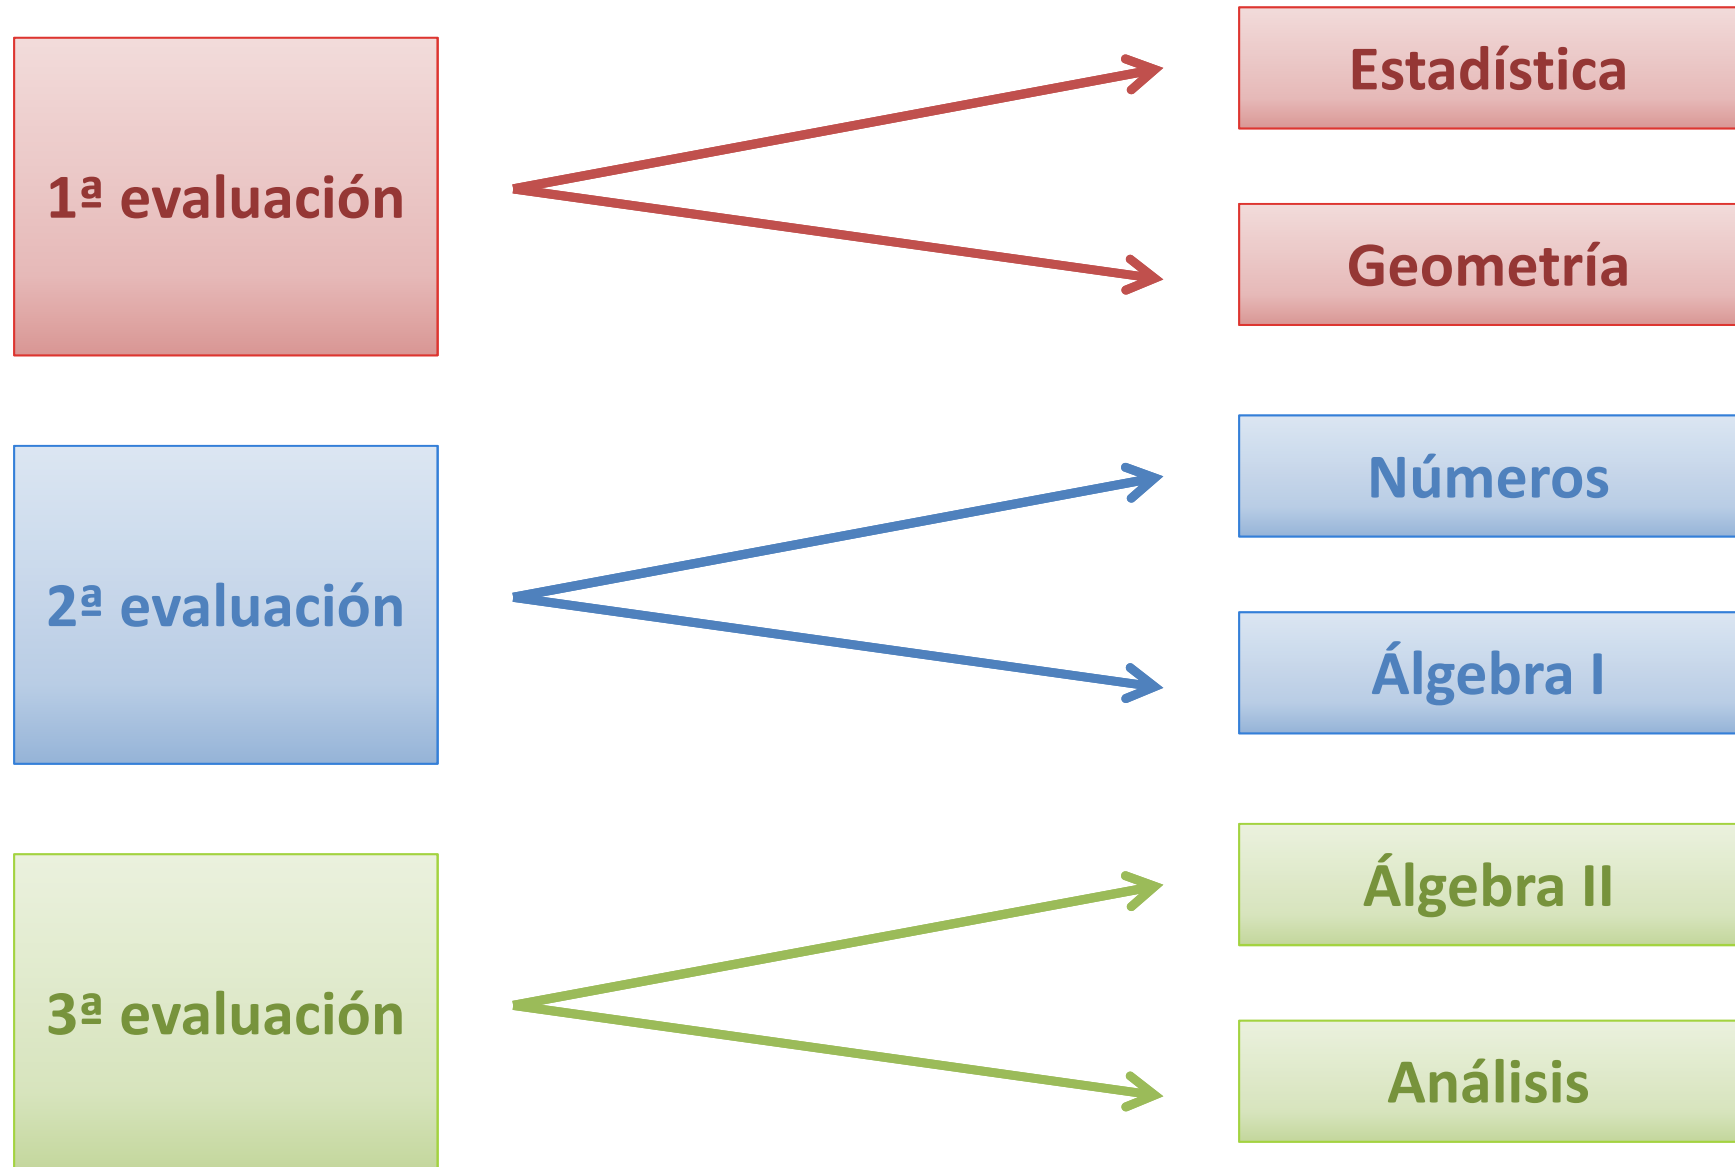 1ª evaluación
Estadística
Geometría
2ª evaluación
Números
Álgebra I
3ª evaluación
Álgebra II
Análisis